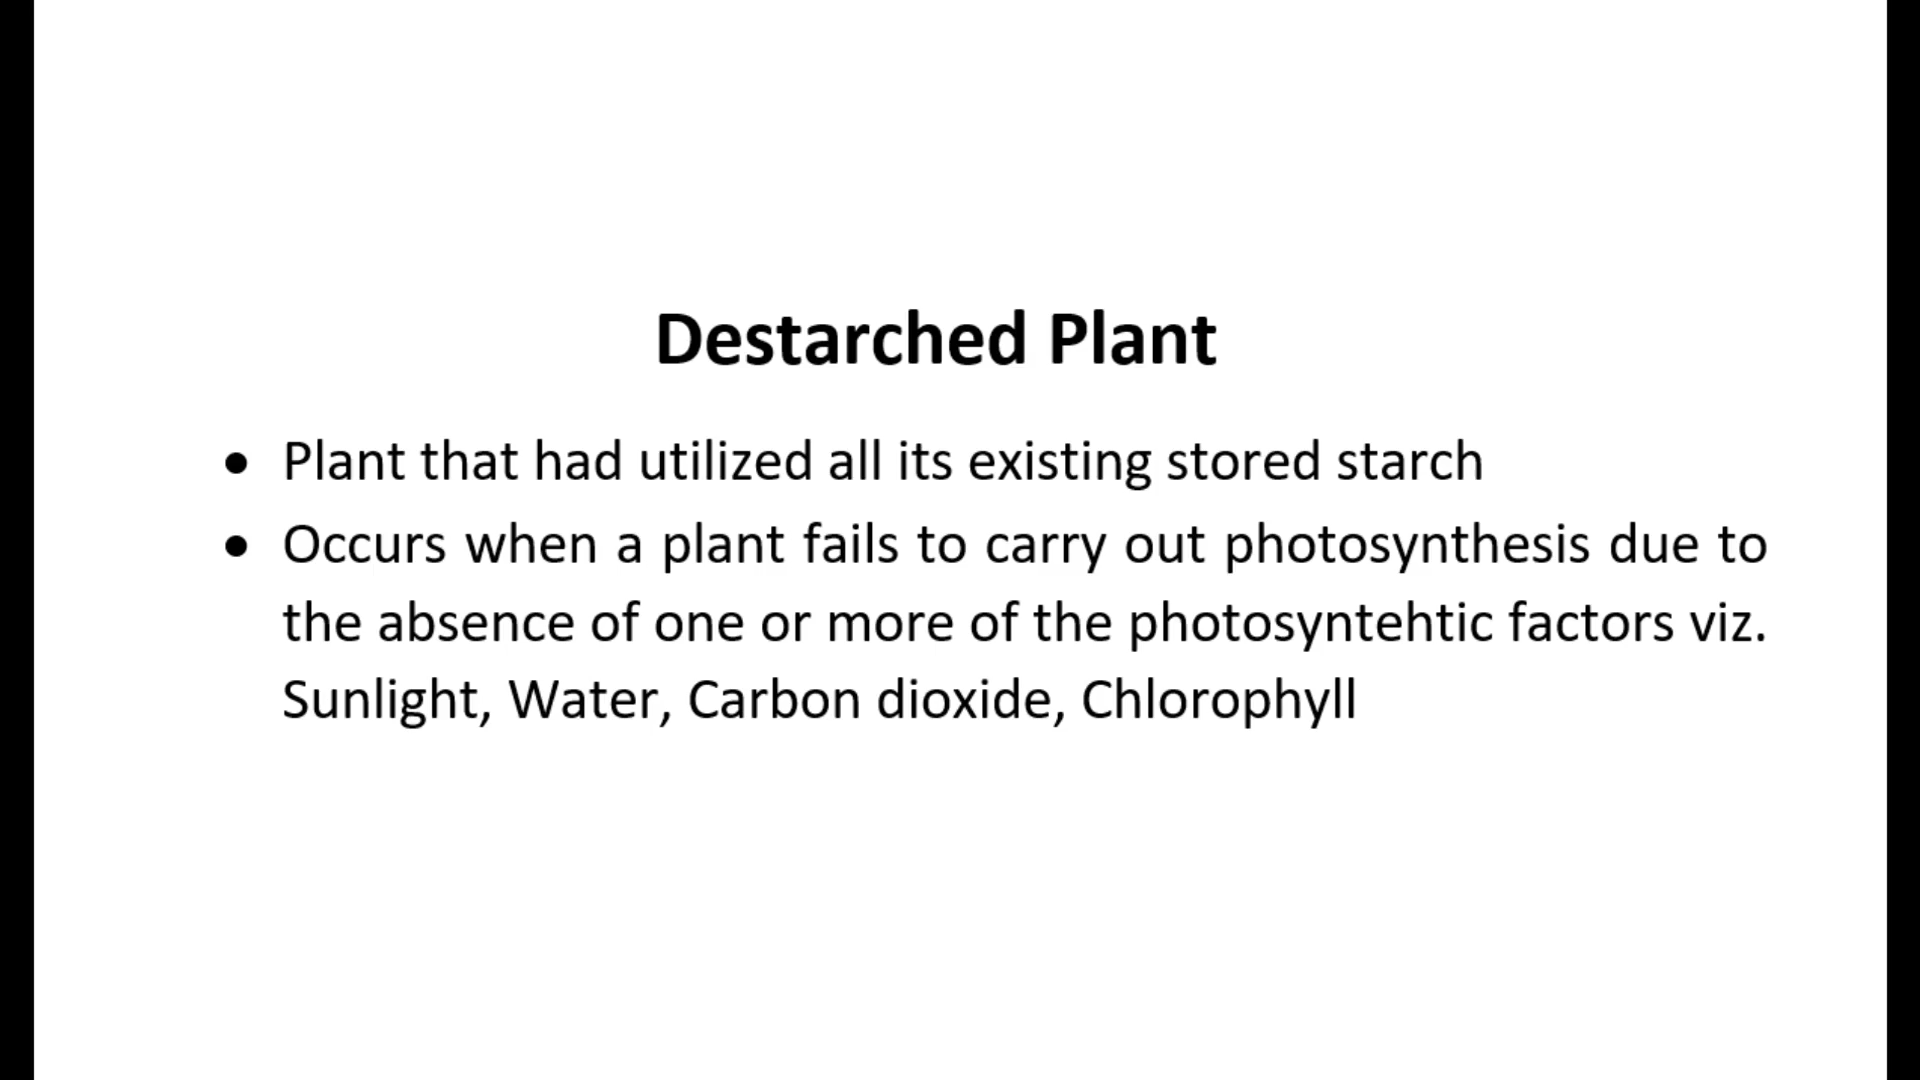 Destarched Plant
• Plant that had utilized all its existing stored starch
• Occurs when a plant fails to carry out photosynthesis due to
the absence of one or more of the photosyntehtic factors viz.
Sunlight, Water, Carbon dioxide, Chlorophyll